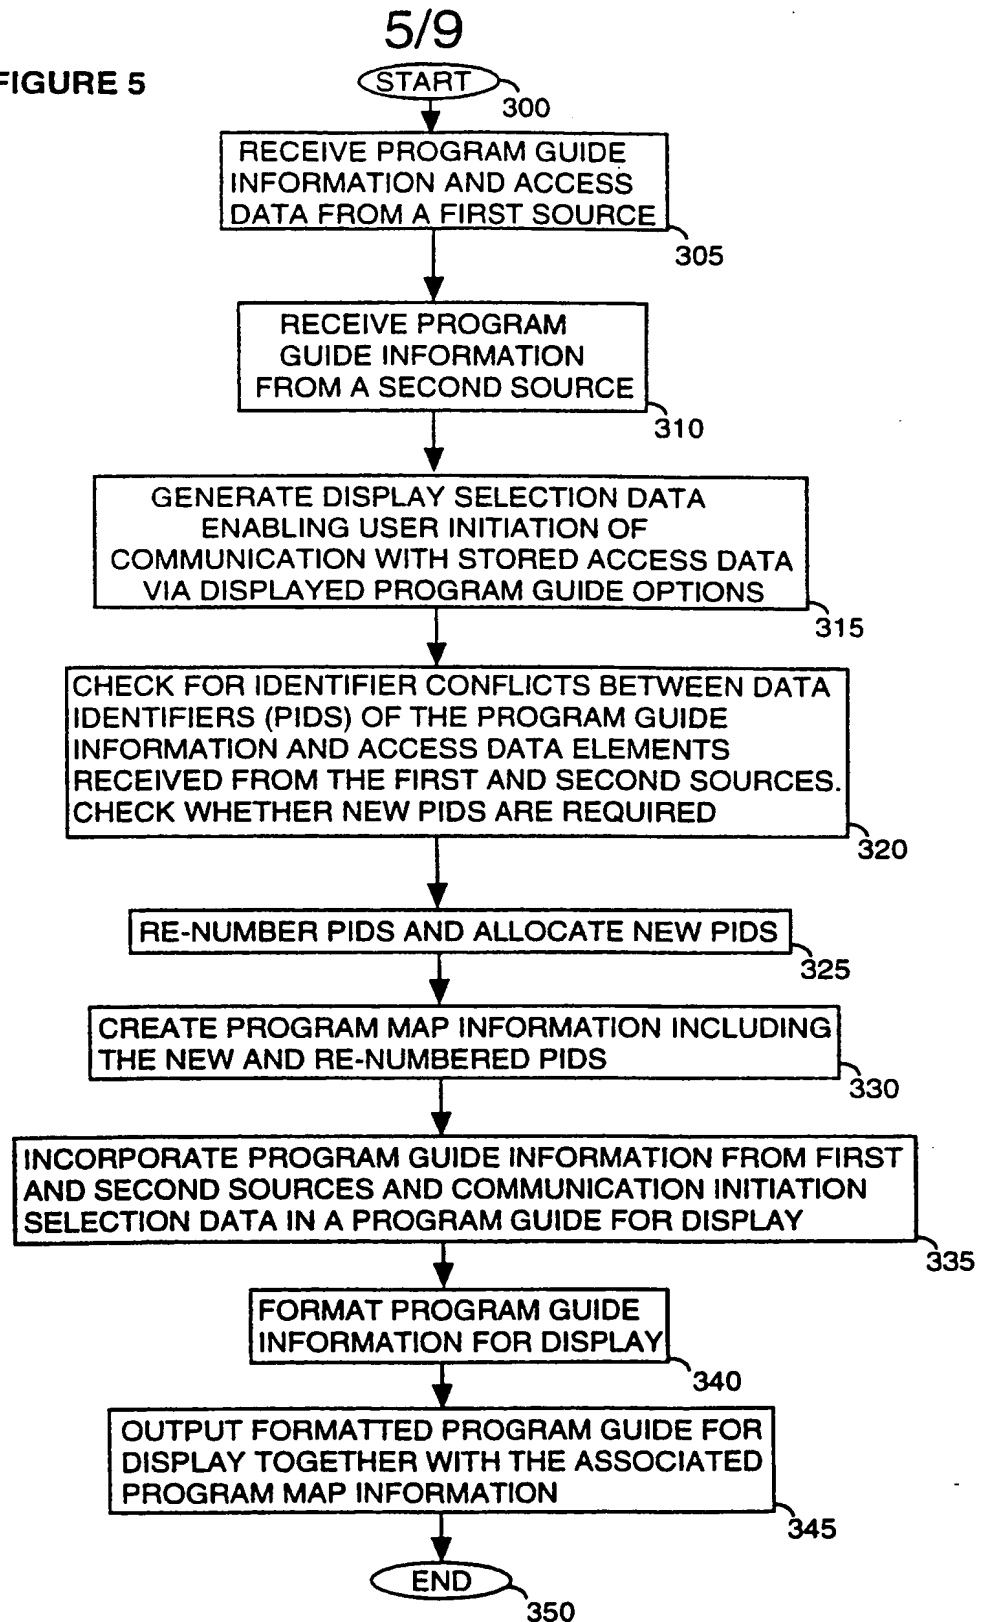 5/9
FIGURE 5
START
300
RECEIVE PROGRAM GUIDE
INFORMATION AND ACCESS
DATA FROM A FIRST SOURCE
305
RECEIVE PROGRAM
GUIDE INFORMATION
FROM A SECOND SOURCE
310
GENERATE DISPLAY SELECTION DATA
ENABLING USER INITIATION OF
COMMUNICATION WITH STORED ACCESS DATA
VIA DISPLAYED PROGRAM GUIDE OPTIONS
315
CHECK FOR IDENTIFIER CONFLICTS BETWEEN DATA
IDENTIFIERS (PIDS) OF THE PROGRAM GUIDE
INFORMATION AND ACCESS DATA ELEMENTS
RECEIVED FROM THE FIRST AND SECOND SOURCES.
CHECK WHETHER NEW PIDS ARE REQUIRED
320
RE-NUMBER PIDS AND ALLOCATE NEW PIDS
325
CREATE PROGRAM MAP INFORMATION INCLUDING
THE NEW AND RE-NUMBERED PIDS
330
INCORPORATE PROGRAM GUIDE INFORMATION FROM FIRST
AND SECOND SOURCES AND COMMUNICATION INITIATION
SELECTION DATA IN A PROGRAM GUIDE FOR DISPLAY
335
FORMAT PROGRAM GUIDE
INFORMATION FOR DISPLAY
340
OUTPUT FORMATTED PROGRAM GUIDE FOR
DISPLAY TOGETHER WITH THE ASSOCIATED
PROGRAM MAP INFORMATION
345
END
350